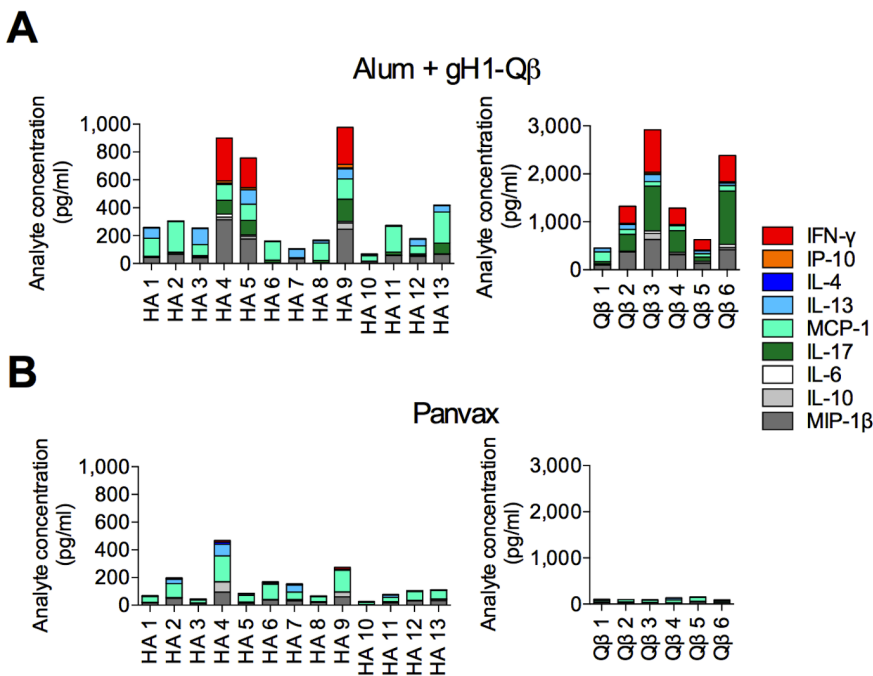 A
Alum + gH1-Qβ
Analyte concentration
(pg/ml)
1,000
800
600
400
200
0
HA 1
HA 2
HA 3
HA 4
HA 5
HA 6
HA 7
HA 8
HA 9
HA 10
HA 11
HA 12
HA 13
Analyte concentration
(pg/ml)
3,000
2,000
1,000
0
Qβ 1
Qβ 2
Qβ 3
Qβ 4
Qβ 5
Qβ 6
IFN-γ
IP-10
IL-4
IL-13
MCP-1
IL-17
IL-6
IL-10
MIP-1β
B
Panvax
Analyte concentration
(pg/ml)
1,000
800
600
400
200
0
HA 1
HA 2
HA 3
HA 4
HA 5
HA 6
HA 7
HA 8
HA 9
HA 10
HA 11
HA 12
HA 13
Analyte concentration
(pg/ml)
3,000
2,000
1,000
0
Qβ 1
Qβ 2
Qβ 3
Qβ 4
Qβ 5
Qβ 6